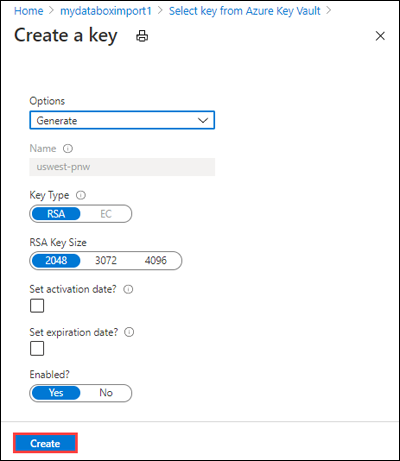 Home > mydataboximport1 > Select key from Azure Key Vault >
Create a key
Options
Generate
Name
uswest-pnw
Key Type
RSA EC
RSA Key Size
2048 3072 4096
Set activation date?
Set expiration date?
Enabled?
Yes No
Create